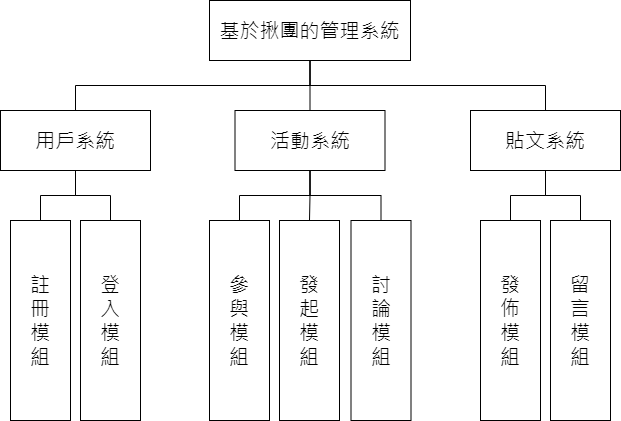 基於揪團的管理系統
用戶系統
活動系統
貼文系統
註冊模組
登入模組
參與模組
發起模組
討論模組
發佈模組
留言模組